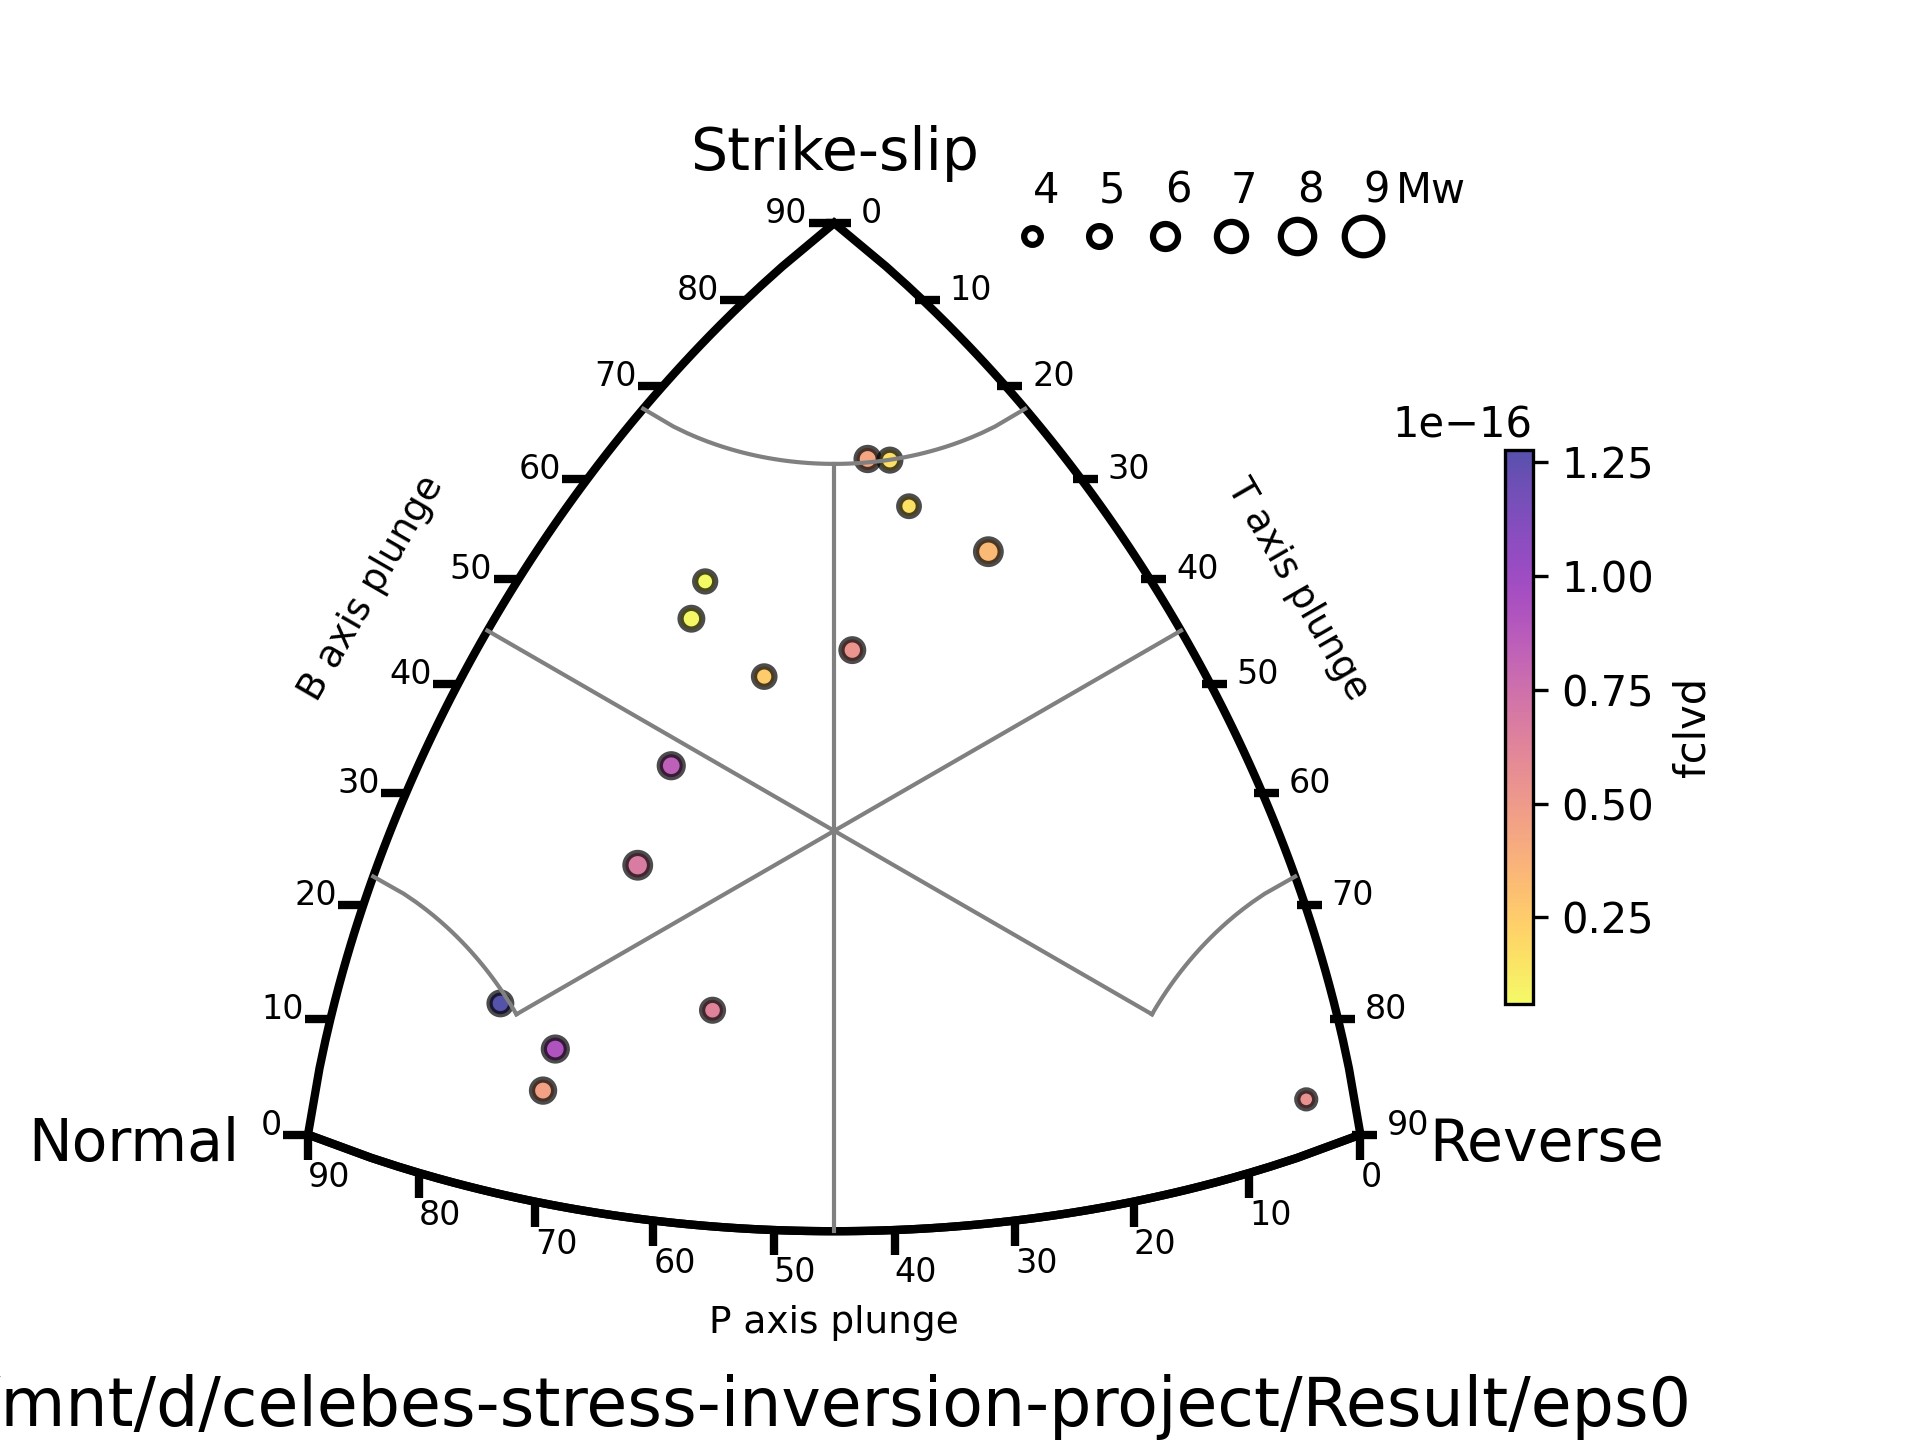 Strike-slip
4 5 6 7 8 9 Mw
90 0
80 10
70 20
1e−16
60 30
1.25
B axis plunge
T axis plunge
50 40
1.00
40 50
0.75
fclvd
30 60
0.50
20 70
0.25
10 80
Normal 0 90 Reverse
90 80 70 60 50 40 30 20 10 0
P axis plunge
mnt/d/celebes-stress-inversion-project/Result/eps0